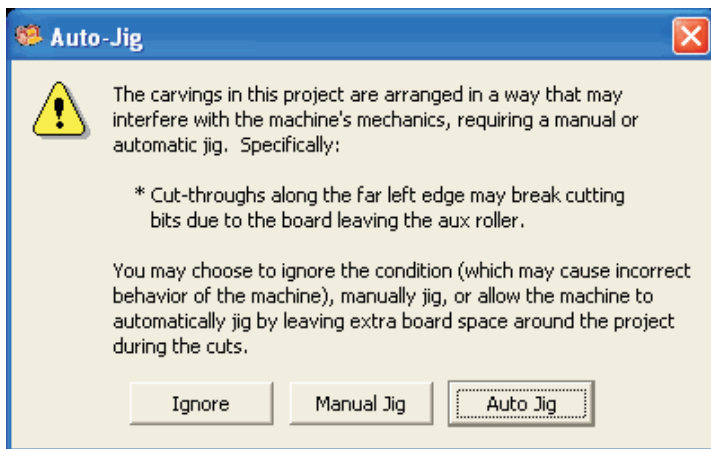 Auto-Jig
The carvings in this project are arranged in a way that may
interfere with the machine's mechanics, requiring a manual or
automatic jig.  Specifically:
* Cut-throughs along the far left edge may break cutting
bits due to the board leaving the aux roller.
You may choose to ignore the condition (which may cause incorrect
behavior of the machine), manually jig, or allow the machine to
automatically jig by leaving extra board space around the project
during the cuts.
Ignore
Manual Jig
Auto Jig